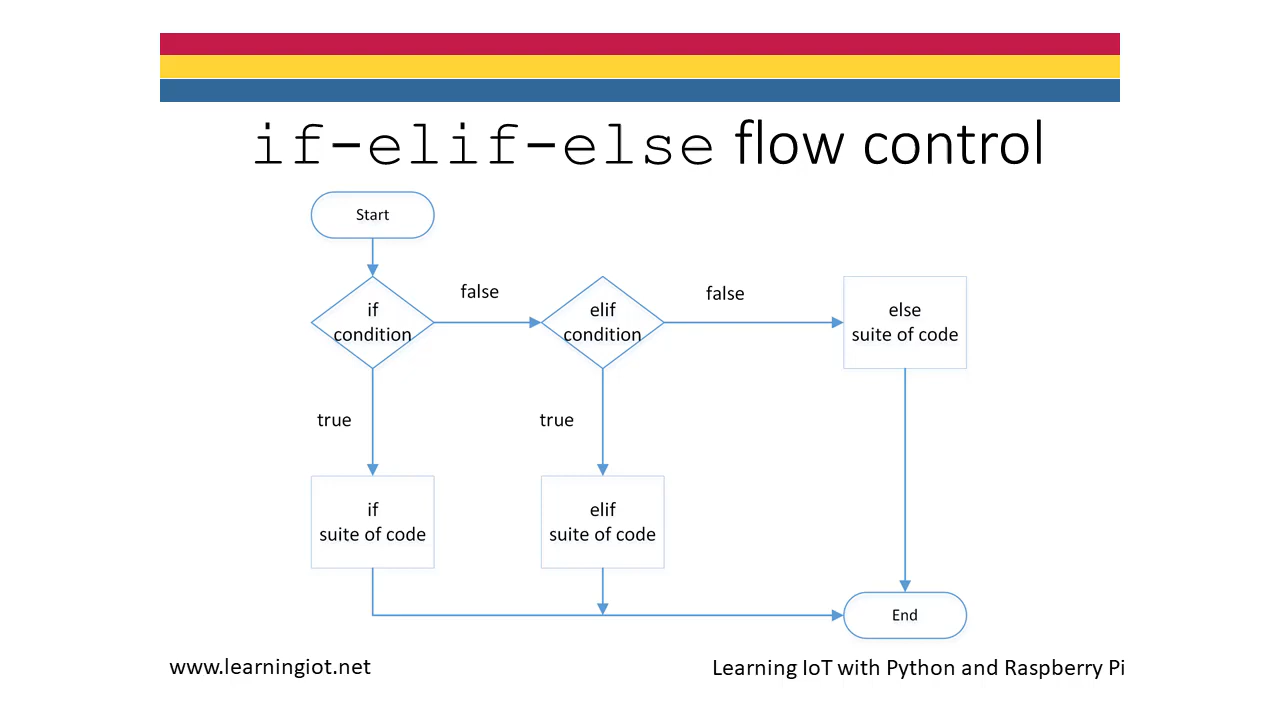 if-elif-else flow control
Start
false
false
if
condition
elif
condition
else
suite of code
true
true
if
suite of code
elif
suite of code
End
www.learningiot.net
Learning IoT with Python and Raspberry Pi